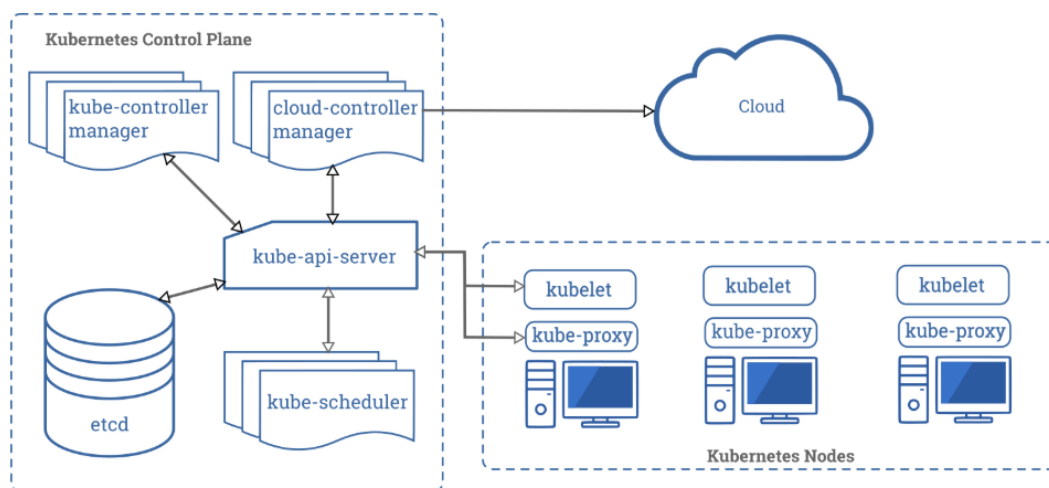 Kubernetes Control Plane
kube-controller
manager
cloud-controller
manager
Cloud
kube-api-server
kubelet
kubelet
kubelet
kube-proxy
kube-proxy
kube-proxy
etcd
kube-scheduler
Kubernetes Nodes